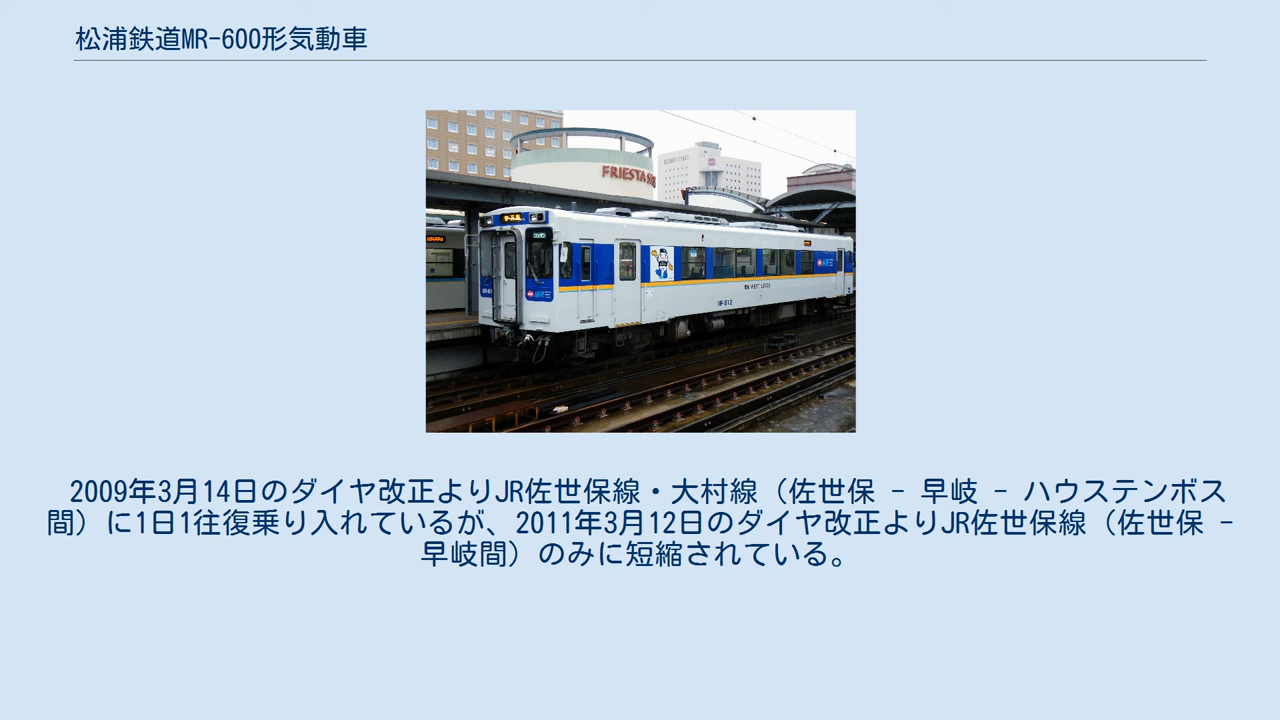 松浦鉄道MR-600形気動車
FRIESTA
2009年3月14日のダイヤ改正よりJR佐世保線・大村線（佐世保 - 早岐 - ハウステンボス
間）に1日1往復乗り入れているが、2011年3月12日のダイヤ改正よりJR佐世保線（佐世保 -
早岐間）のみに短縮されている。